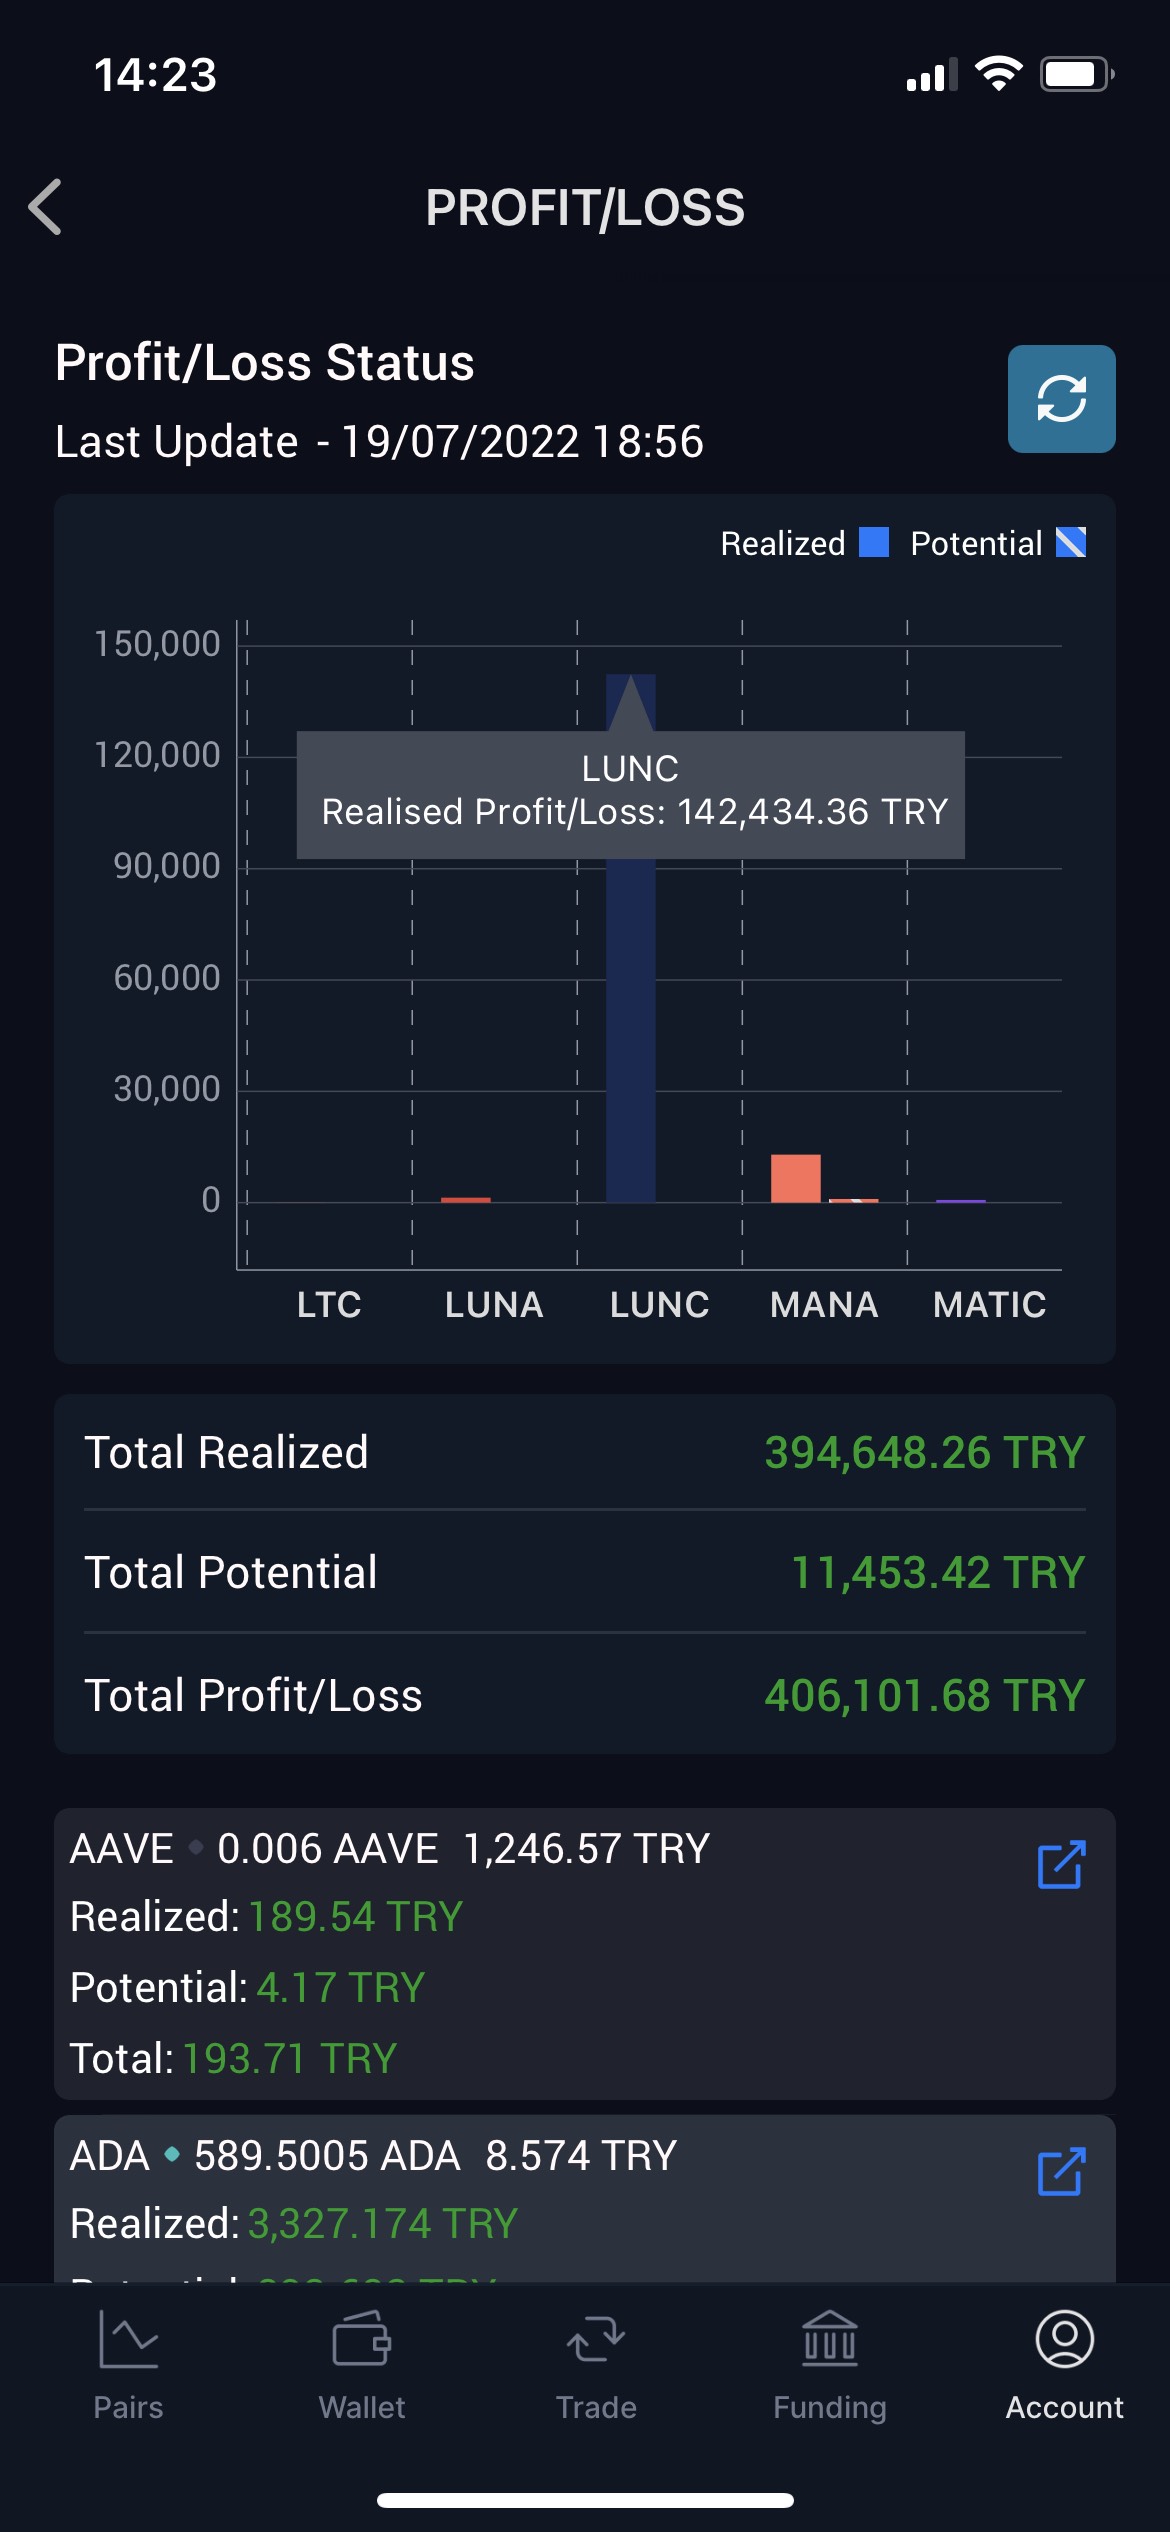 14:23
PROFIT/LOSS
Profit/Loss Status
Last Update - 19/07/2022 18:56
Realized Potential
150,000
120,000
LUNC
Realised Profit/Loss: 142,434.36 TRY
90,000
60,000
30,000
0
LTC LUNA LUNC MANA MATIC
Total Realized 394,648.26 TRY
Total Potential 11,453.42 TRY
Total Profit/Loss 406,101.68 TRY
AAVE 0.006 AAVE 1,246.57 TRY
Realized: 189.54 TRY
Potential: 4.17 TRY
Total: 193.71 TRY
ADA 589.5005 ADA 8.574 TRY
Realized: 3,327.174 TRY
Pairs Wallet Trade Funding Account